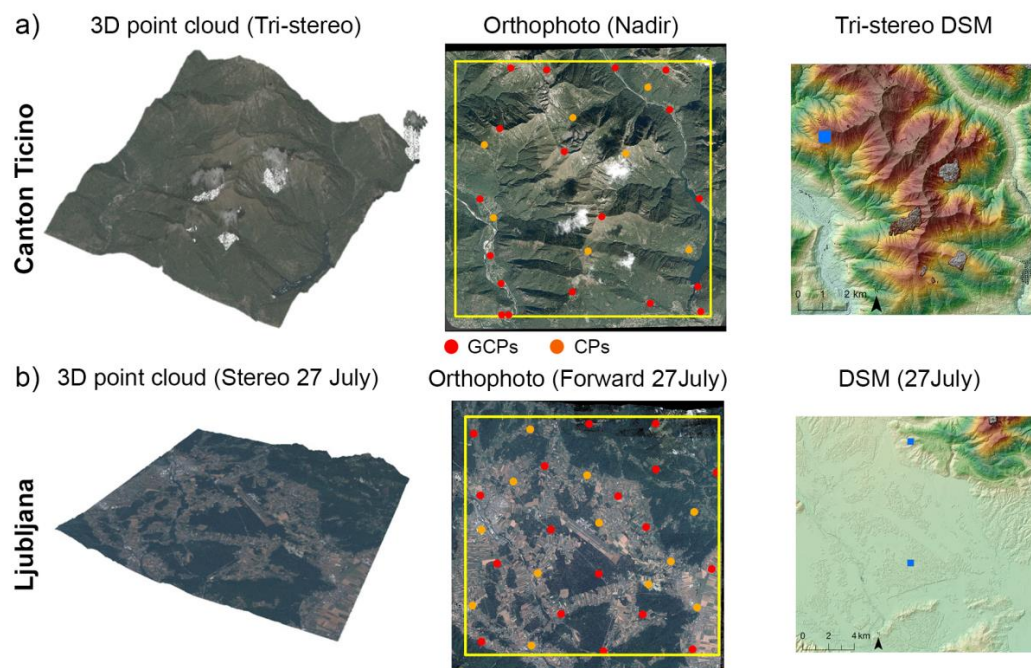 a) 3D point cloud (Tri-stereo) Orthophoto (Nadir) Tri-stereo DSM
Canton Ticino
0 1 2 km
GCPs CPs
b) 3D point cloud (Stereo 27 July) Orthophoto (Forward 27July) DSM (27July)
Ljubljana
0 2 4 km